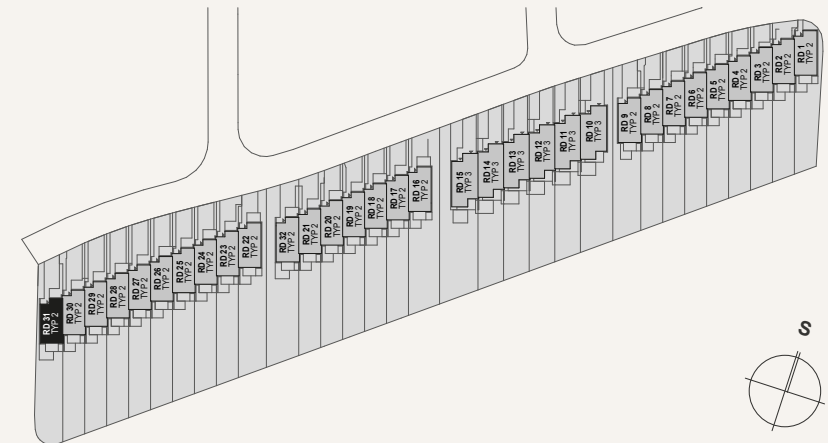 RD 31
TYP 2
RD 30
TYP 2
RD 29
TYP 2
RD 28
TYP 2
RD 27
TYP 2
RD 26
TYP 2
RD 25
TYP 2
RD 24
TYP 2
RD 23
TYP 2
RD 22
TYP 2
RD 32
TYP 2
RD 21
TYP 2
RD 20
TYP 2
RD 19
TYP 2
RD 18
TYP 2
RD 17
TYP 2
RD 16
TYP 2
RD 15
TYP 3
RD 14
TYP 3
RD 13
TYP 3
RD 12
TYP 3
RD 11
TYP 3
RD 10
TYP 3
RD 9
TYP 2
RD 8
TYP 2
RD 7
TYP 2
RD 6
TYP 2
RD 5
TYP 2
RD 4
TYP 2
RD 3
TYP 2
RD 2
TYP 2
RD 1
TYP 2
S